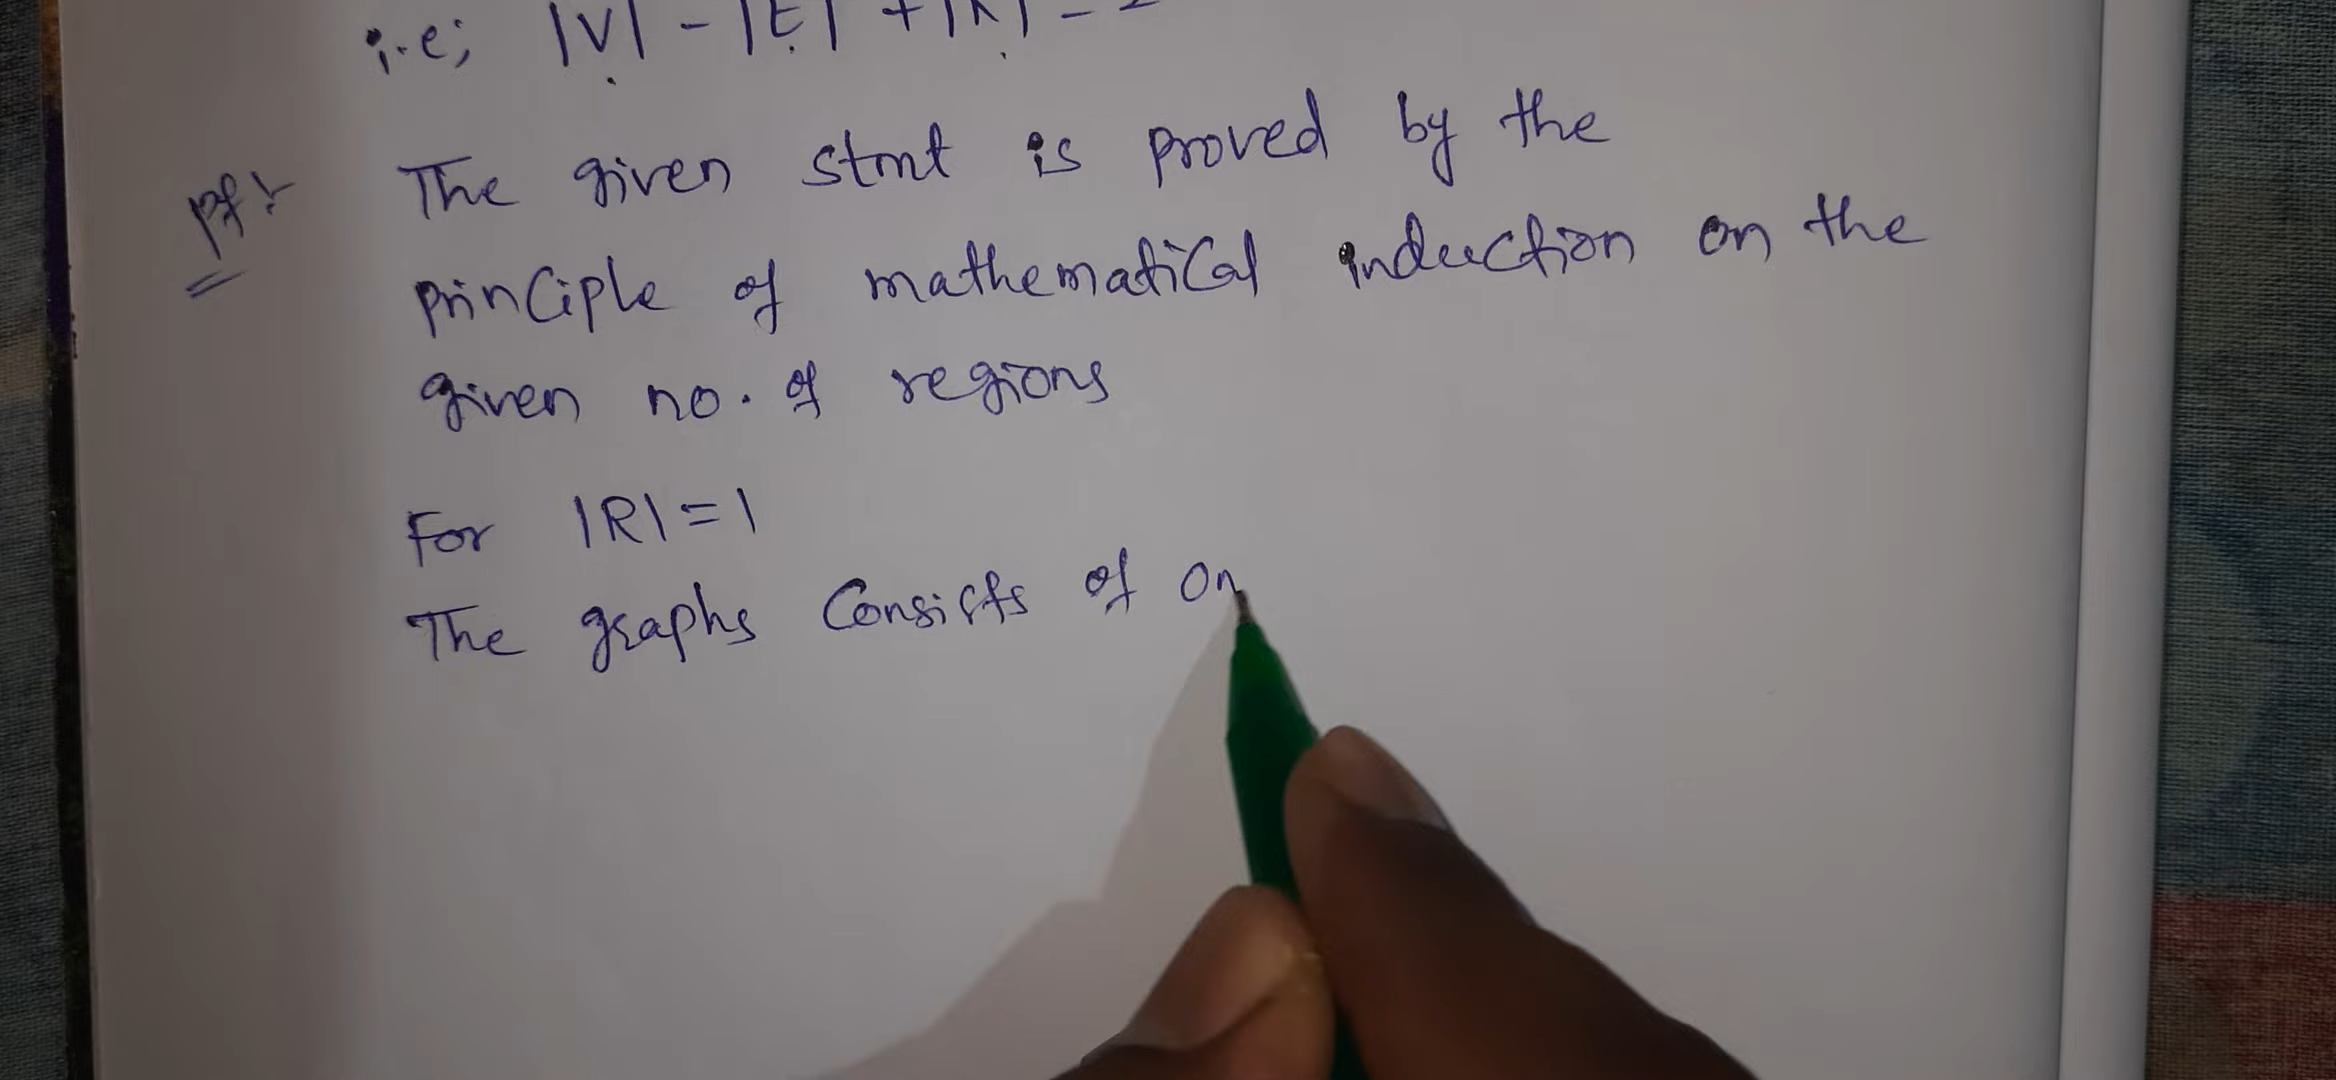 i.e; |V| - |E| + |R| =
Pf:- The given stmt is proved by the
principle of mathematical induction on the
given no. of regions
For |R| = 1
The graphs Consists of on